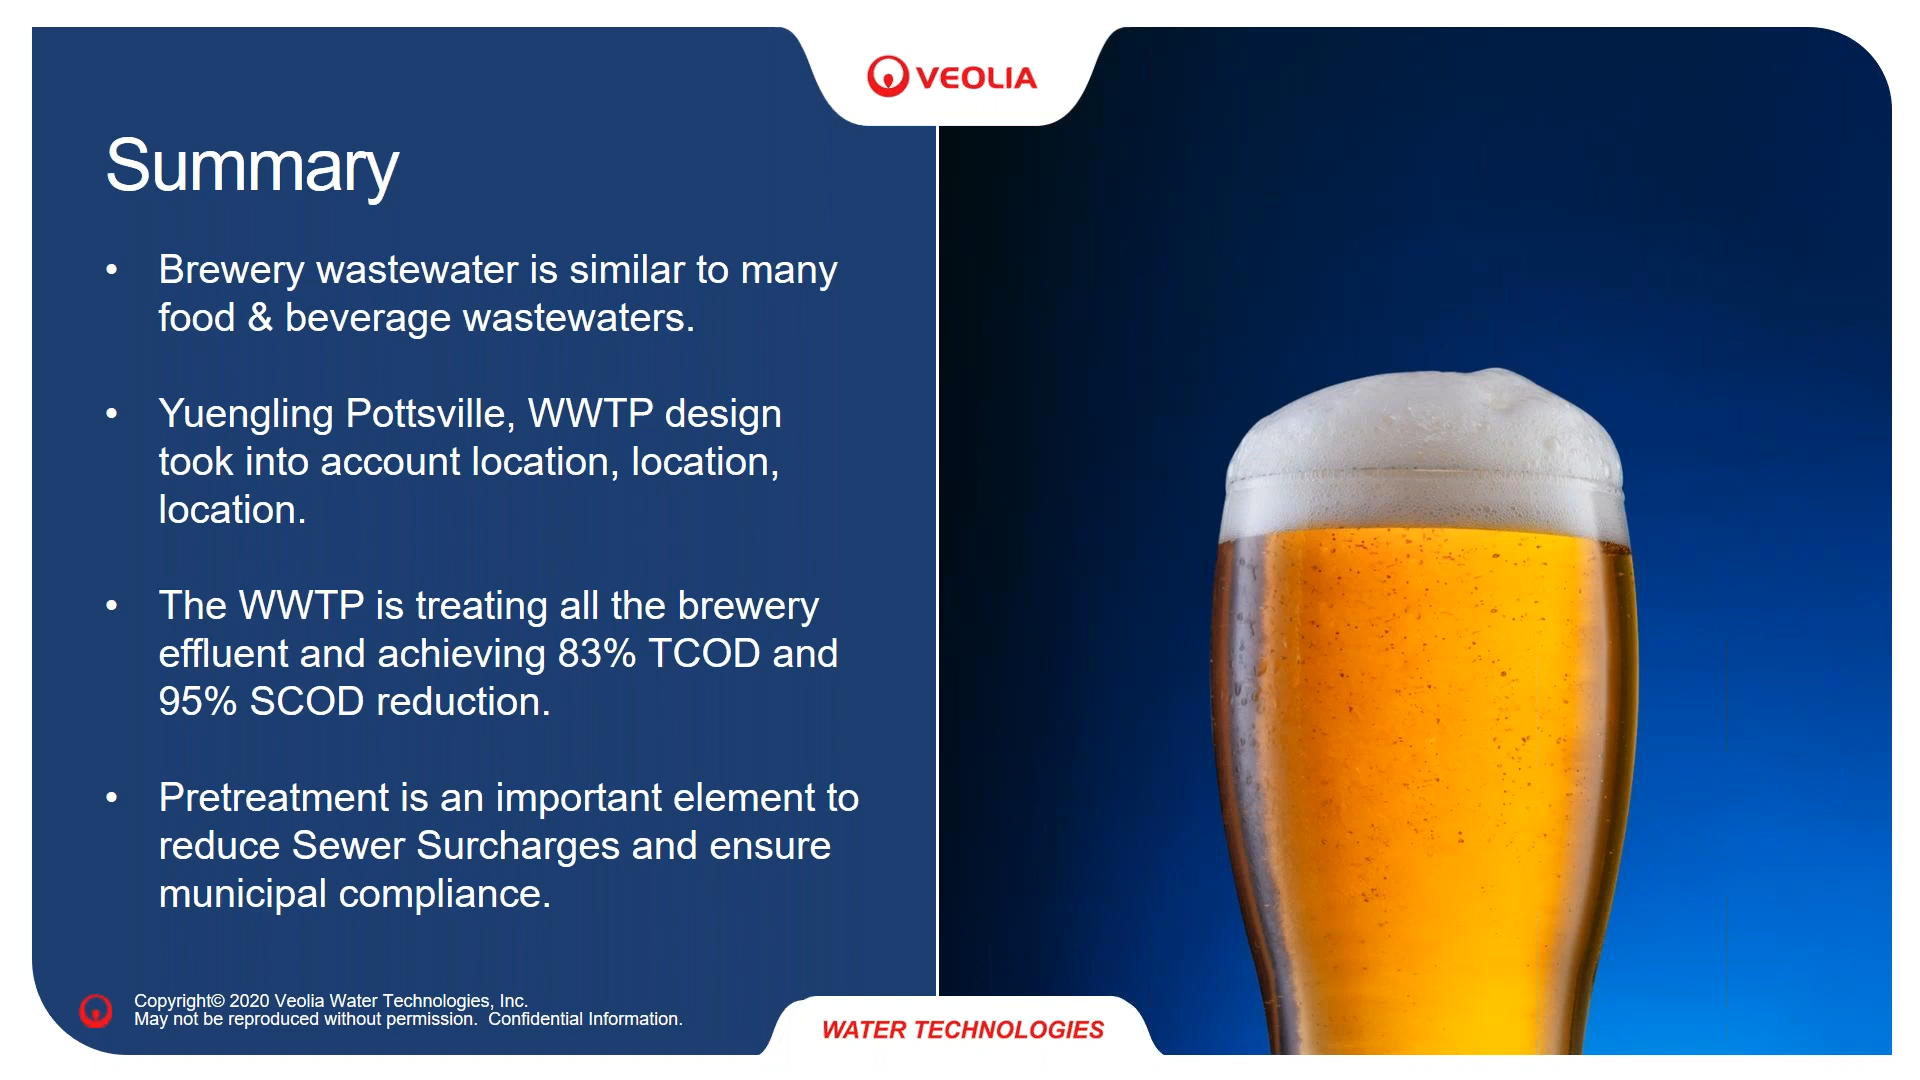 VEOLIA
Summary
• Brewery wastewater is similar to many
food & beverage wastewaters.
• Yuengling Pottsville, WWTP design
took into account location, location,
location.
• The WWTP is treating all the brewery
effluent and achieving 83% TCOD and
95% SCOD reduction.
• Pretreatment is an important element to
reduce Sewer Surcharges and ensure
municipal compliance.
Copyright© 2020 Veolia Water Technologies, Inc.
May not be reproduced without permission. Confidential Information.
WATER TECHNOLOGIES